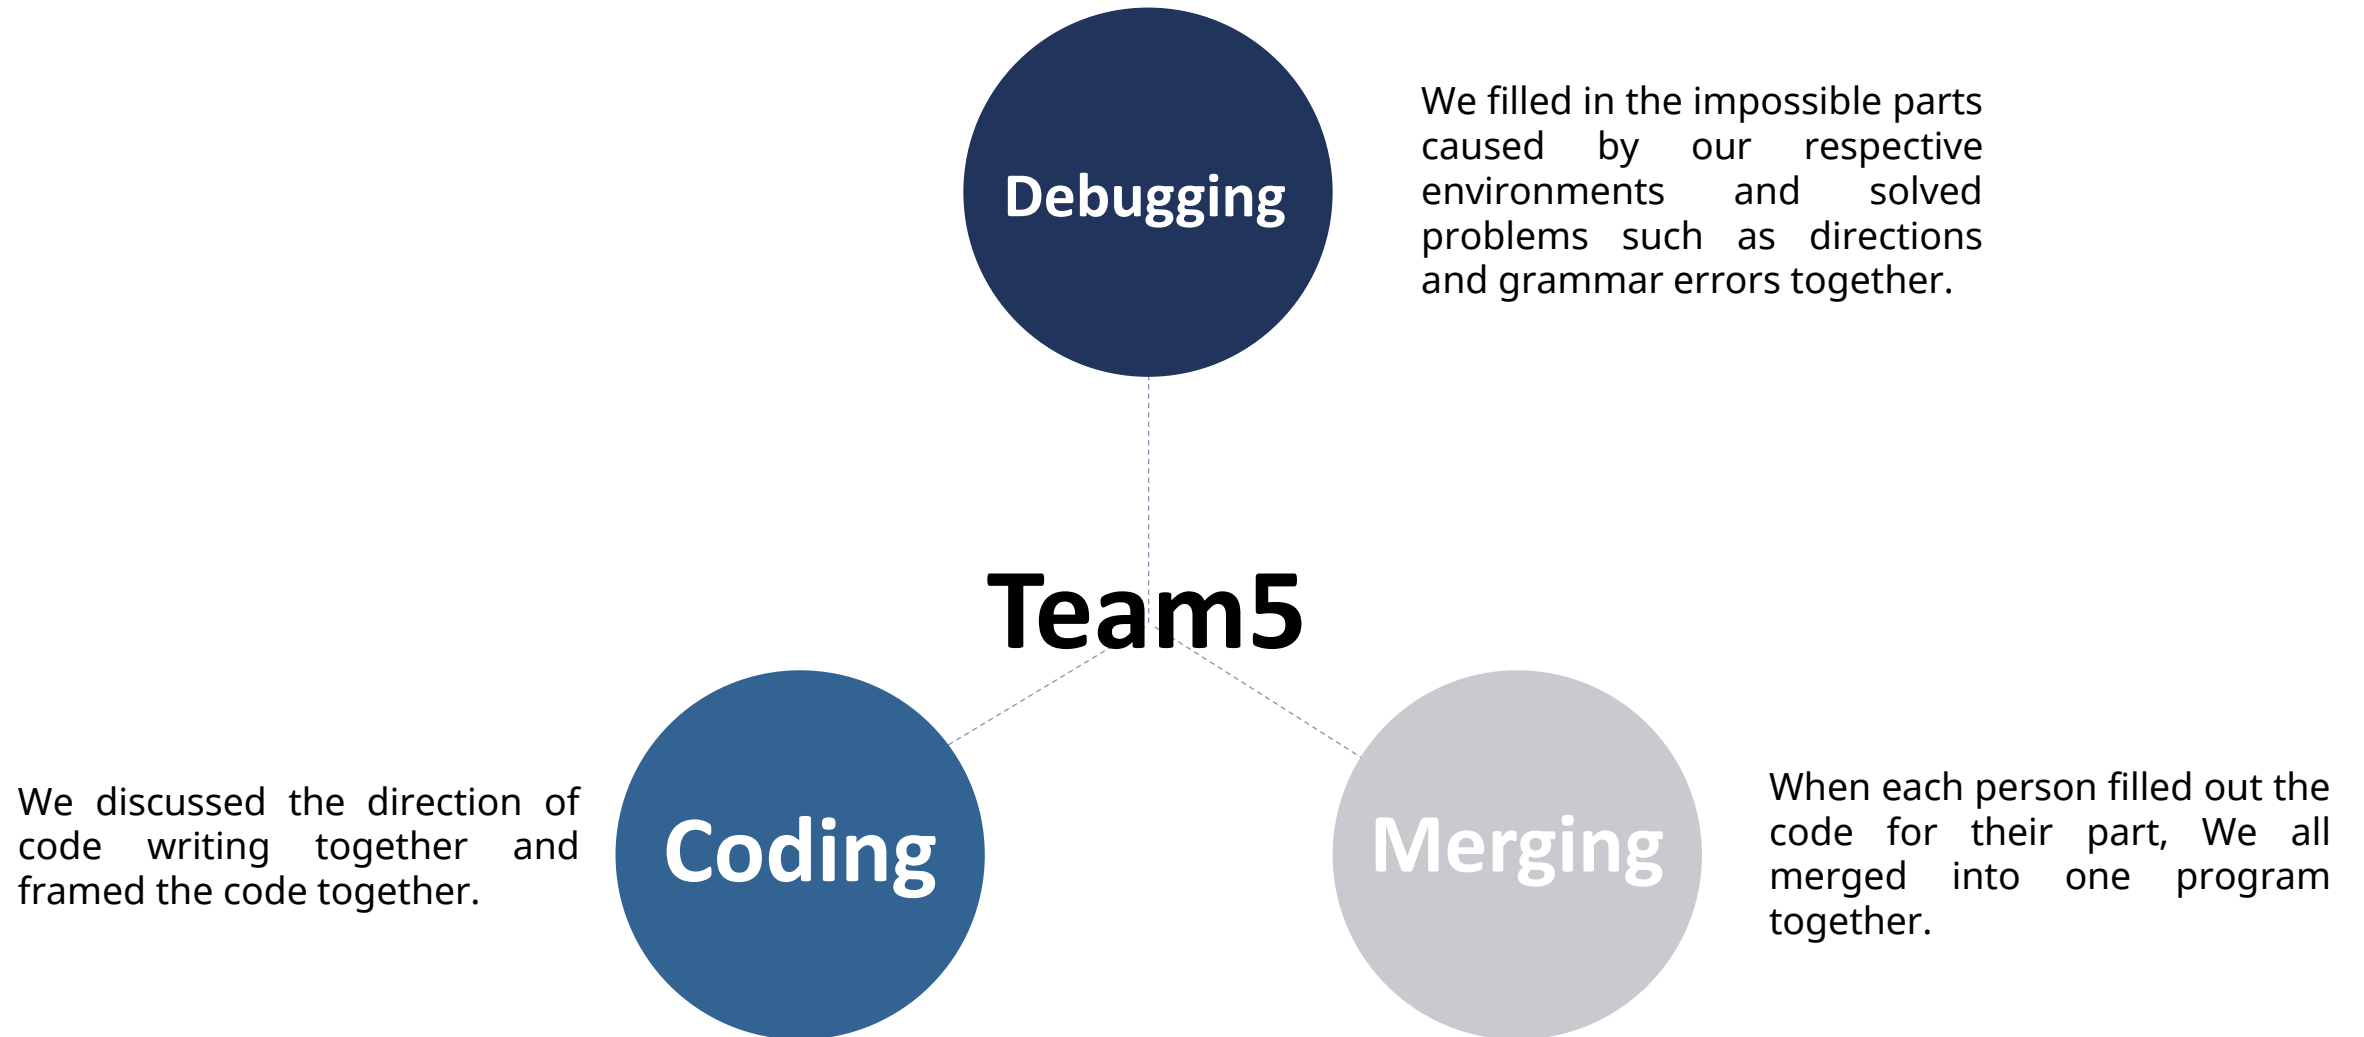 Debugging
We filled in the impossible parts
caused by our respective
environments and solved
problems such as directions
and grammar errors together.
Team5
We discussed the direction of
code writing together and
framed the code together.
Coding
Merging
When each person filled out the
code for their part, We all
merged into one program
together.